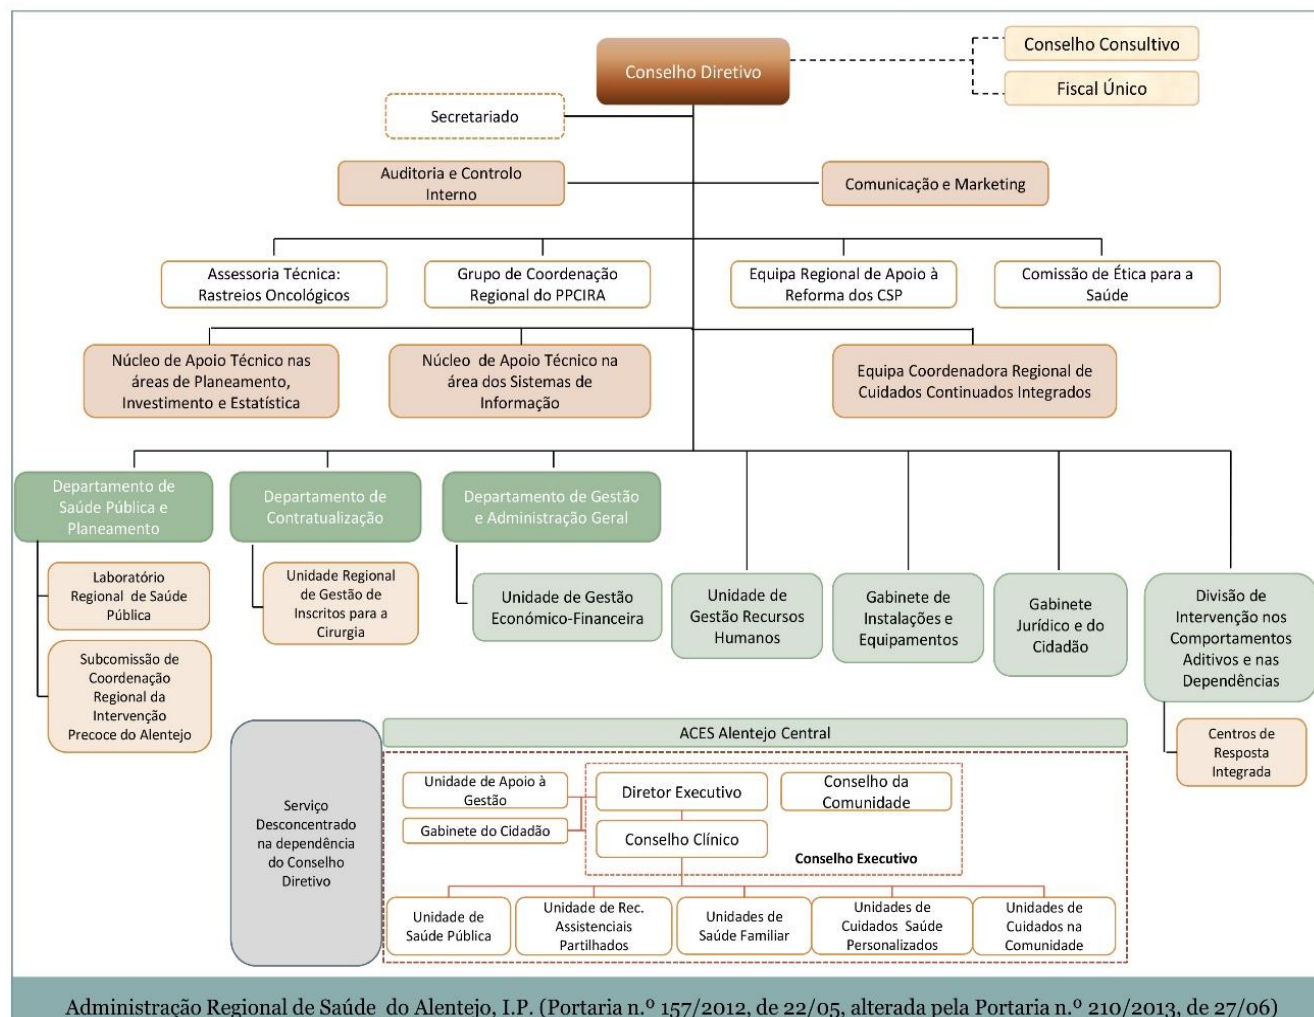 Conselho Diretivo
Conselho Consultivo
Fiscal Único
Secretariado
Auditoria e Controlo
Interno
Comunicação e Marketing
Assessoria Técnica:
Rastreios Oncológicos
Grupo de Coordenação
Regional do PPCIRA
Equipa Regional de Apoio à
Reforma dos CSP
Comissão de Ética para a
Saúde
Núcleo de Apoio Técnico nas
áreas de Planeamento,
Investimento e Estatística
Núcleo de Apoio Técnico na
área dos Sistemas de
Informação
Equipa Coordenadora Regional de
Cuidados Continuados Integrados
Departamento de
Saúde Pública e
Planeamento
Departamento de
Contratualização
Departamento de Gestão
e Administração Geral
Laboratório
Regional de Saúde
Pública
Unidade Regional
de Gestão de
Inscritos para a
Cirurgia
Unidade de Gestão
Económico-Financeira
Unidade de
Gestão Recursos
Humanos
Gabinete de
Instalações e
Equipamentos
Gabinete
Jurídico e do
Cidadão
Divisão de
Intervenção nos
Comportamentos
Aditivos e nas
Dependências
Subcomissão de
Coordenação
Regional da
Intervenção
Precoce do Alentejo
Centros de
Resposta
Integrada
Serviço
Desconcentrado
na dependência
do Conselho
Diretivo
ACES Alentejo Central
Unidade de Apoio à
Gestão
Gabinete do Cidadão
Diretor Executivo
Conselho Clínico
Conselho da
Comunidade
Conselho Executivo
Unidade de
Saúde Pública
Unidade de Rec.
Assistenciais
Partilhados
Unidades de
Saúde Familiar
Unidades de
Cuidados Saúde
Personalizados
Unidades de
Cuidados na
Comunidade
Administração Regional de Saúde do Alentejo, I.P. (Portaria n.º 157/2012, de 22/05, alterada pela Portaria n.º 210/2013, de 27/06)